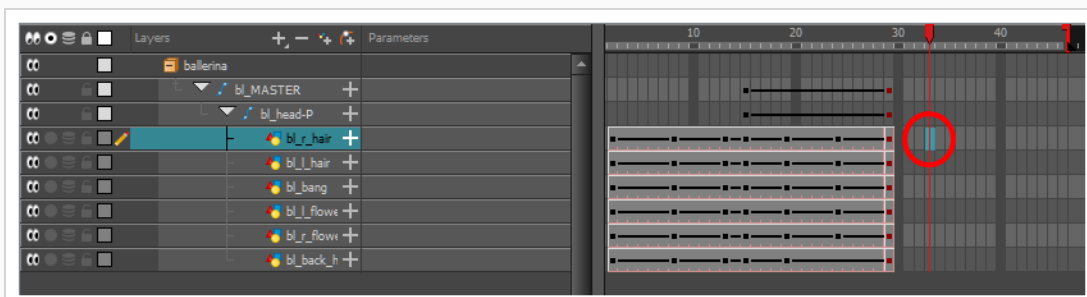 Layers Parameters 10 20 30 40
ballerina
bl_MASTER
bl_head-P
bl_r_hair
bl_l_hair
bl_bang
bl_l_flowe
bl_r_flowe
bl_back_h